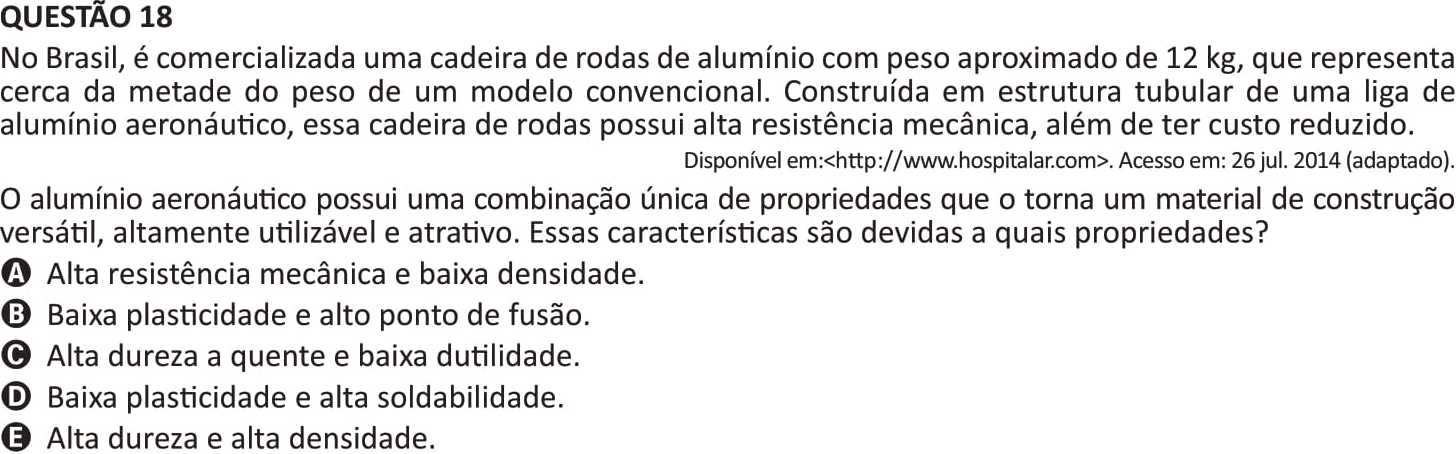 QUESTÃO 18
No Brasil, é comercializada uma cadeira de rodas de alumínio com peso aproximado de 12 kg, que representa
cerca da metade do peso de um modelo convencional. Construída em estrutura tubular de uma liga de
alumínio aeronáutico, essa cadeira de rodas possui alta resistência mecânica, além de ter custo reduzido.
Disponível em:<http://www.hospitalar.com>. Acesso em: 26 jul. 2014 (adaptado).
O alumínio aeronáutico possui uma combinação única de propriedades que o torna um material de construção
versátil, altamente utilizável e atrativo. Essas características são devidas a quais propriedades?
A Alta resistência mecânica e baixa densidade.
B Baixa plasticidade e alto ponto de fusão.
C Alta dureza a quente e baixa dutilidade.
D Baixa plasticidade e alta soldabilidade.
E Alta dureza e alta densidade.